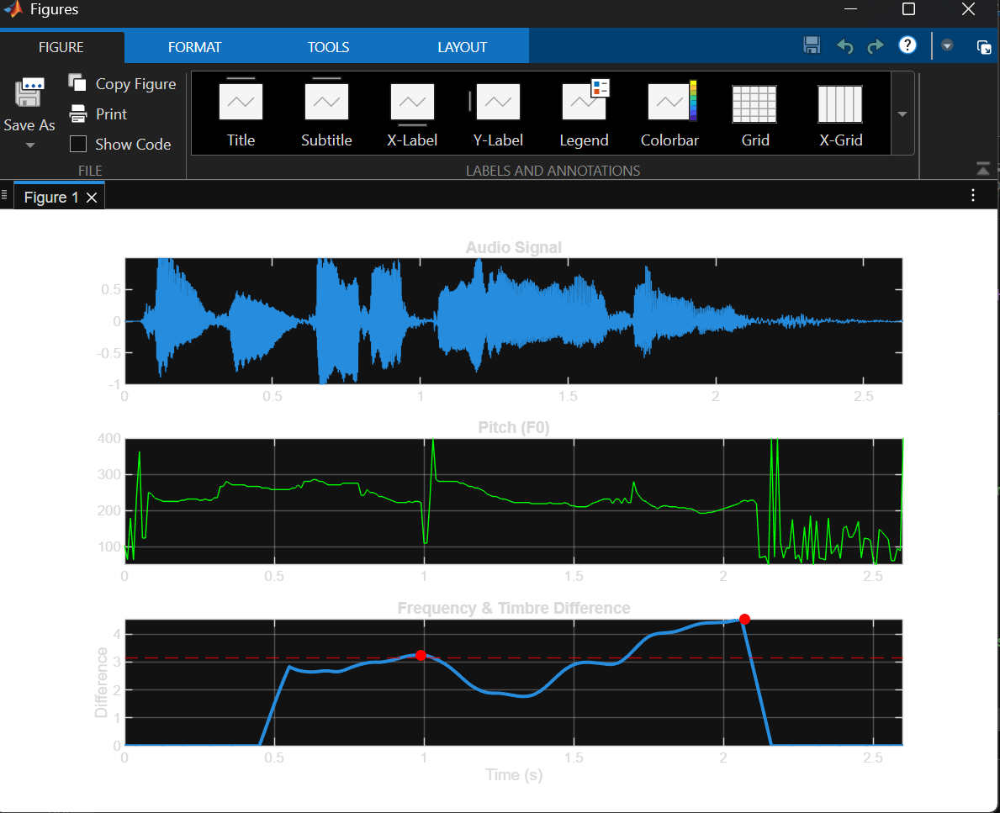 Figures
FIGURE FORMAT TOOLS LAYOUT
Save As
Copy Figure
Print
Show Code
FILE
Title Subtitle X-Label Y-Label Legend Colorbar Grid X-Grid
LABELS AND ANNOTATIONS
Figure 1
Audio Signal
0.5
0
-0.5
-1
0 0.5 1 1.5 2 2.5
Pitch (F0)
400
300
200
100
0 0.5 1 1.5 2 2.5
Frequency & Timbre Difference
Difference
4
3
2
1
0
0 0.5 1 1.5 2 2.5
Time (s)